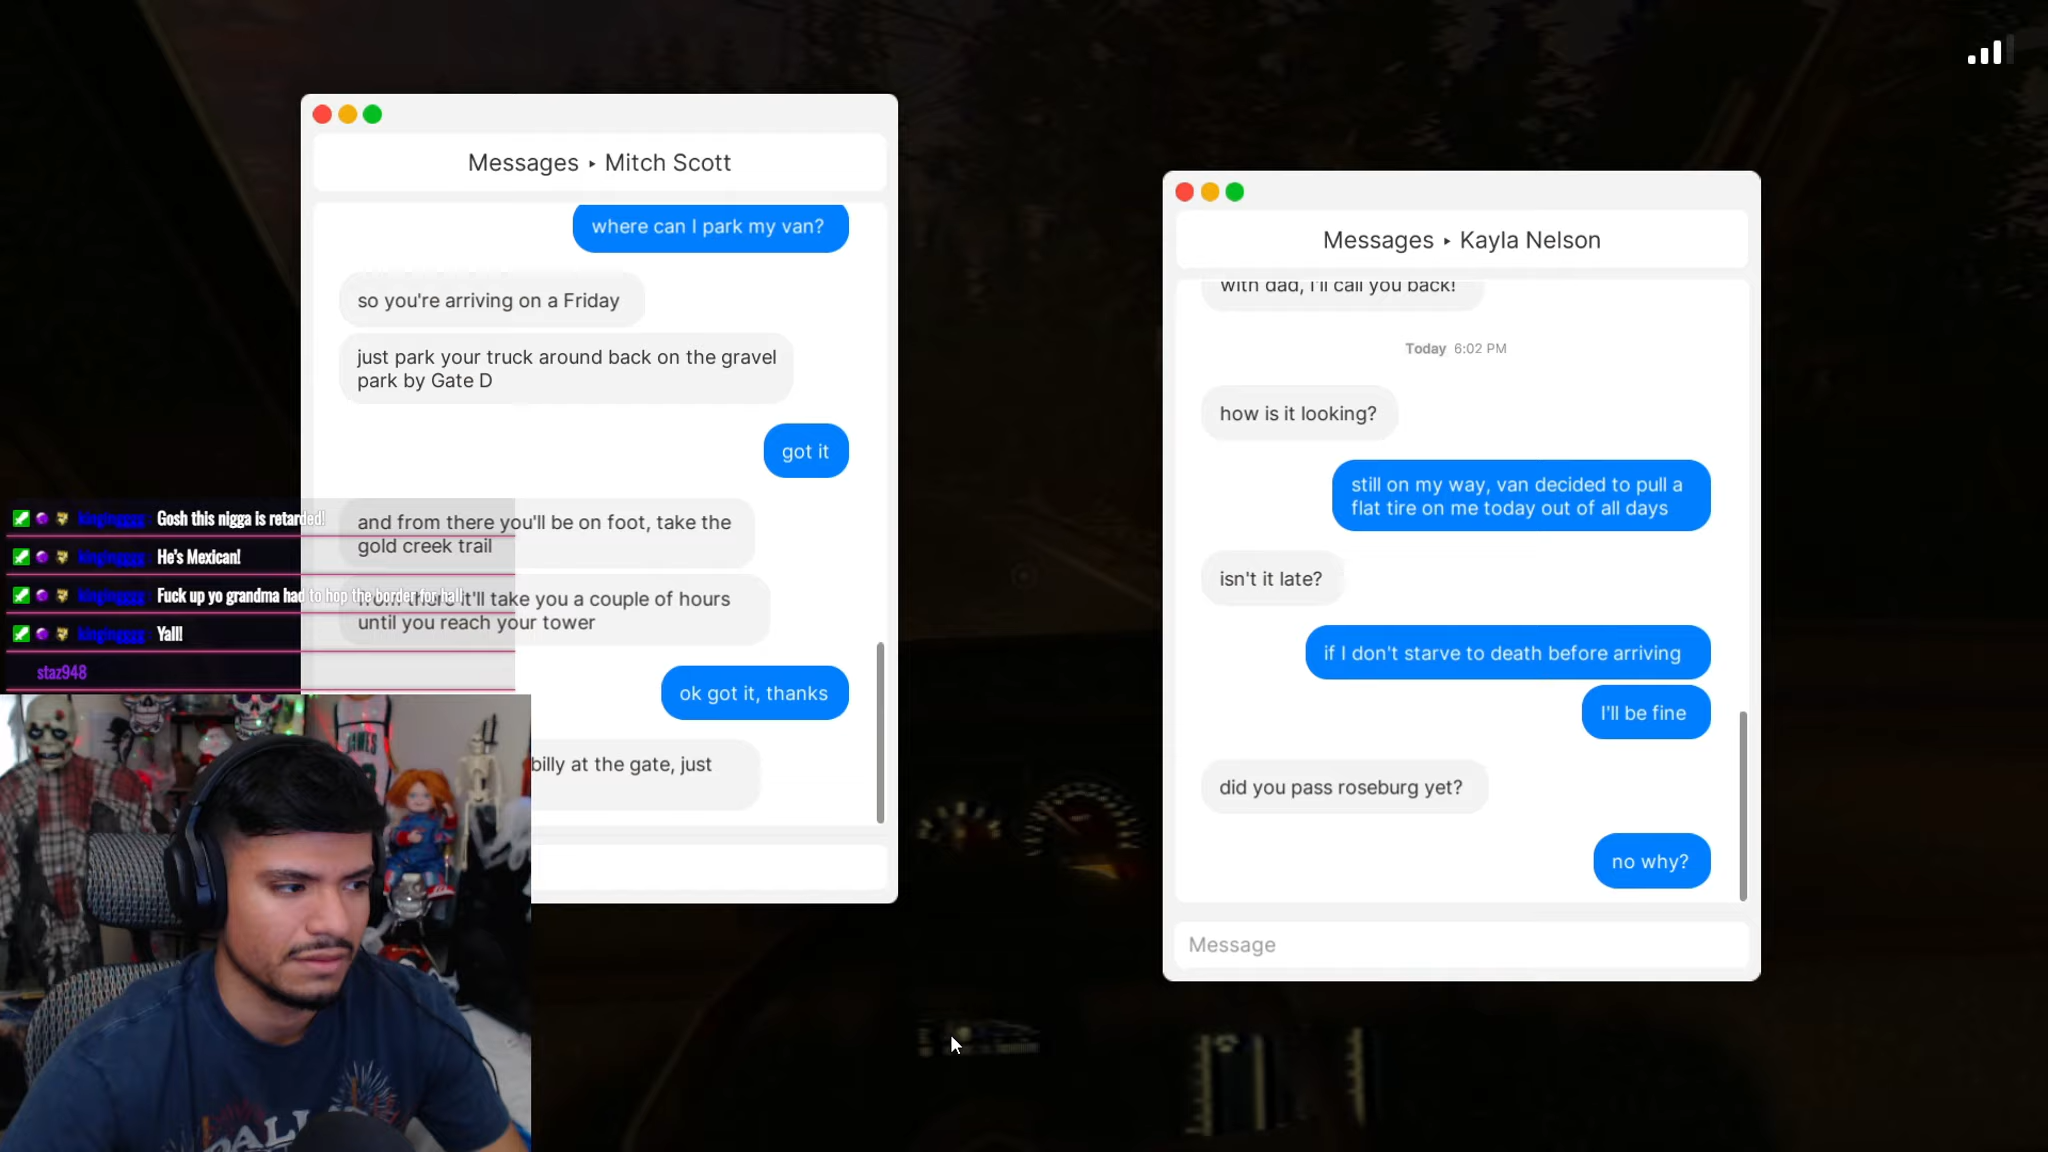 Messages ‣ Mitch Scott
where can I park my van?
so you're arriving on a Friday
just park your truck around back on the gravel
park by Gate D
got it
and from there you'll be on foot, take the
gold creek trail
from there it'll take you a couple of hours
until you reach your tower
ok got it, thanks
billy at the gate, just
Messages ‣ Kayla Nelson
with dad, I'll call you back!
Today 6:02 PM
how is it looking?
still on my way, van decided to pull a
flat tire on me today out of all days
isn't it late?
if I don't starve to death before arriving
I'll be fine
did you pass roseburg yet?
no why?
Message
Gosh this nigga is retarded!
He's Mexican!
Fuck up yo grandma had to hop the border for hall
Yall!
staz948